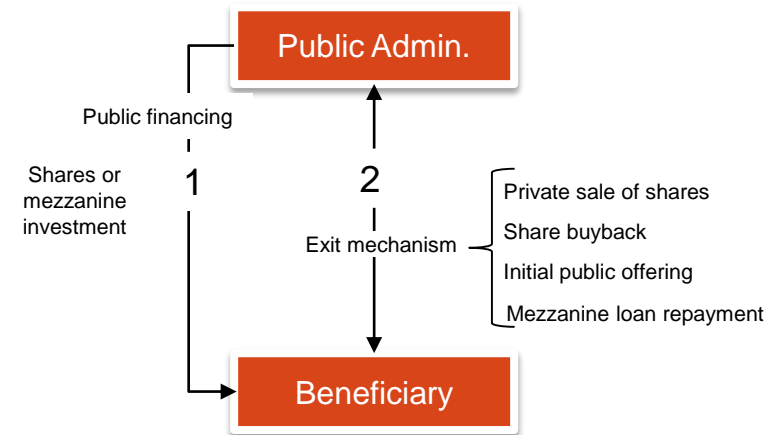 Public Admin.
Public financing
Shares or
mezzanine
investment
1
2
Exit mechanism
Private sale of shares
Share buyback
Initial public offering
Mezzanine loan repayment
Beneficiary